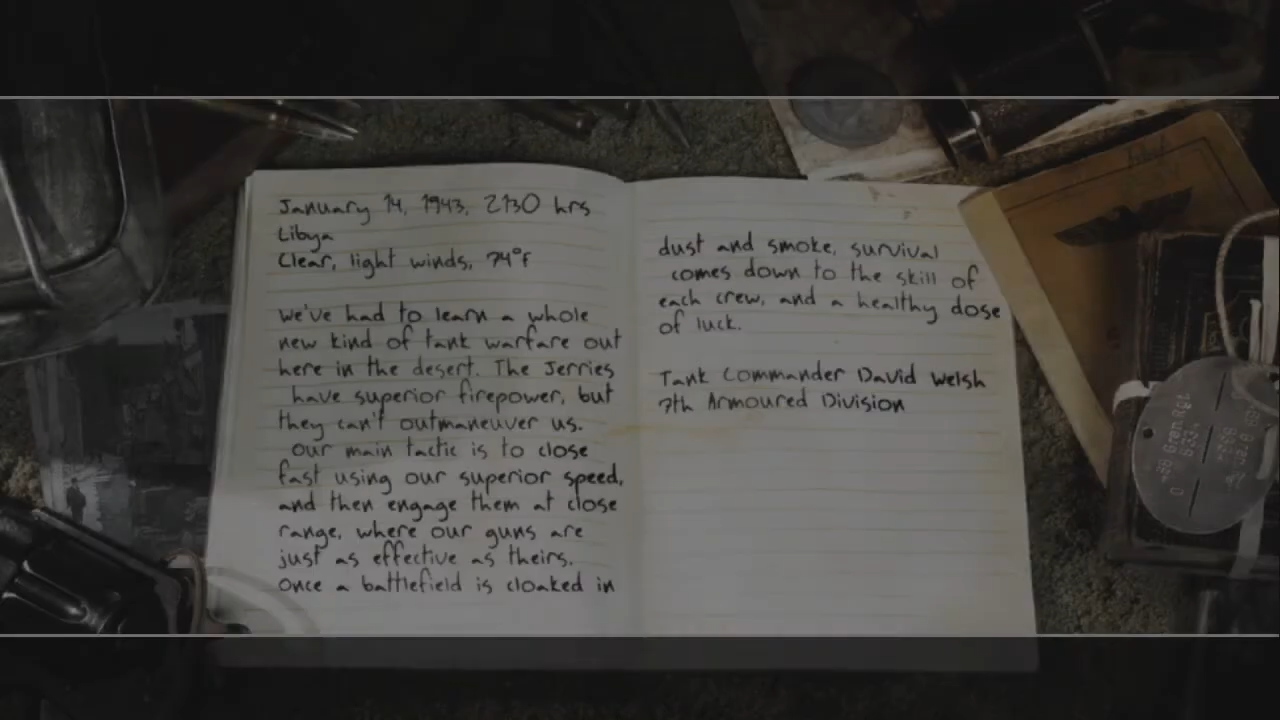 January 14, 1943, 2130 hrs
Libya
Clear, light winds, 74°F
We've had to learn a whole
new kind of tank warfare out
here in the desert. The Jerries
have superior firepower, but
they can't outmaneuver us.
Our main tactic is to close
fast using our superior speed,
and then engage them at close
range, where our guns are
just as effective as theirs.
Once a battlefield is cloaked in
dust and smoke, survival
comes down to the skill of
each crew, and a healthy dose
of luck.
Tank Commander David Welsh
7th Armoured Division